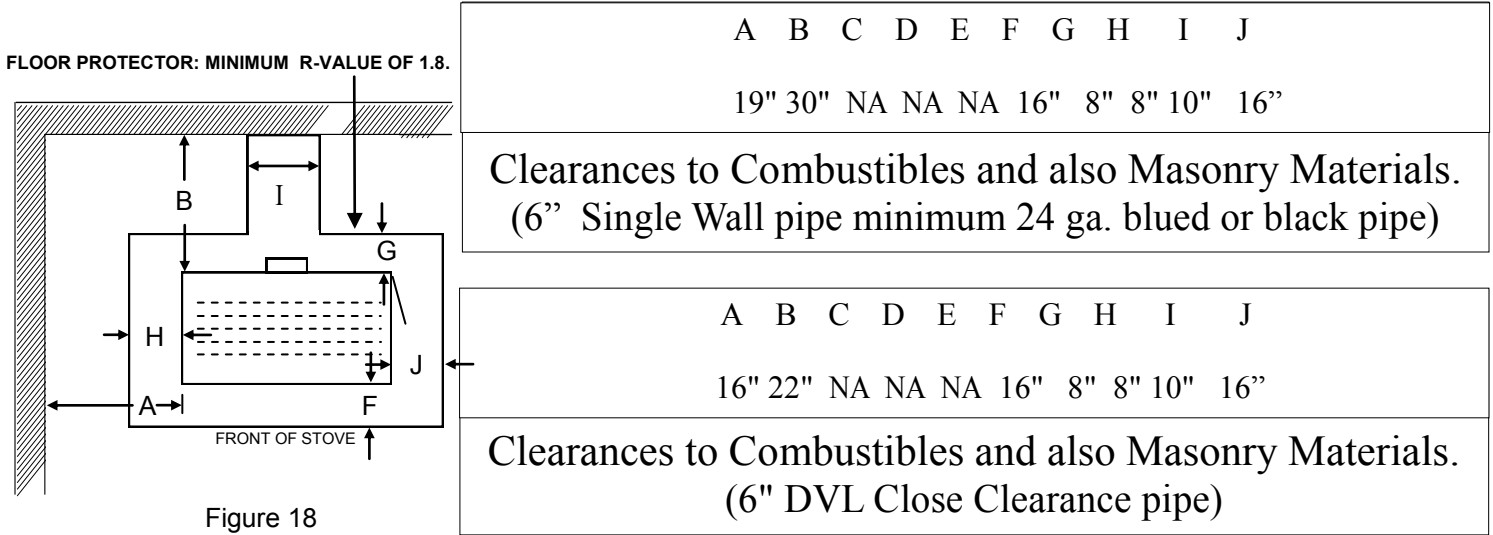 FLOOR PROTECTOR: MINIMUM R-VALUE OF 1.8.
B
I
G
H
J
A
F
FRONT OF STOVE
Figure 18
A B C D E F G H I J
19" 30" NA NA NA 16" 8" 8" 10" 16”
Clearances to Combustibles and also Masonry Materials.
(6” Single Wall pipe minimum 24 ga. blued or black pipe)
A B C D E F G H I J
16" 22" NA NA NA 16" 8" 8" 10" 16”
Clearances to Combustibles and also Masonry Materials.
(6" DVL Close Clearance pipe)